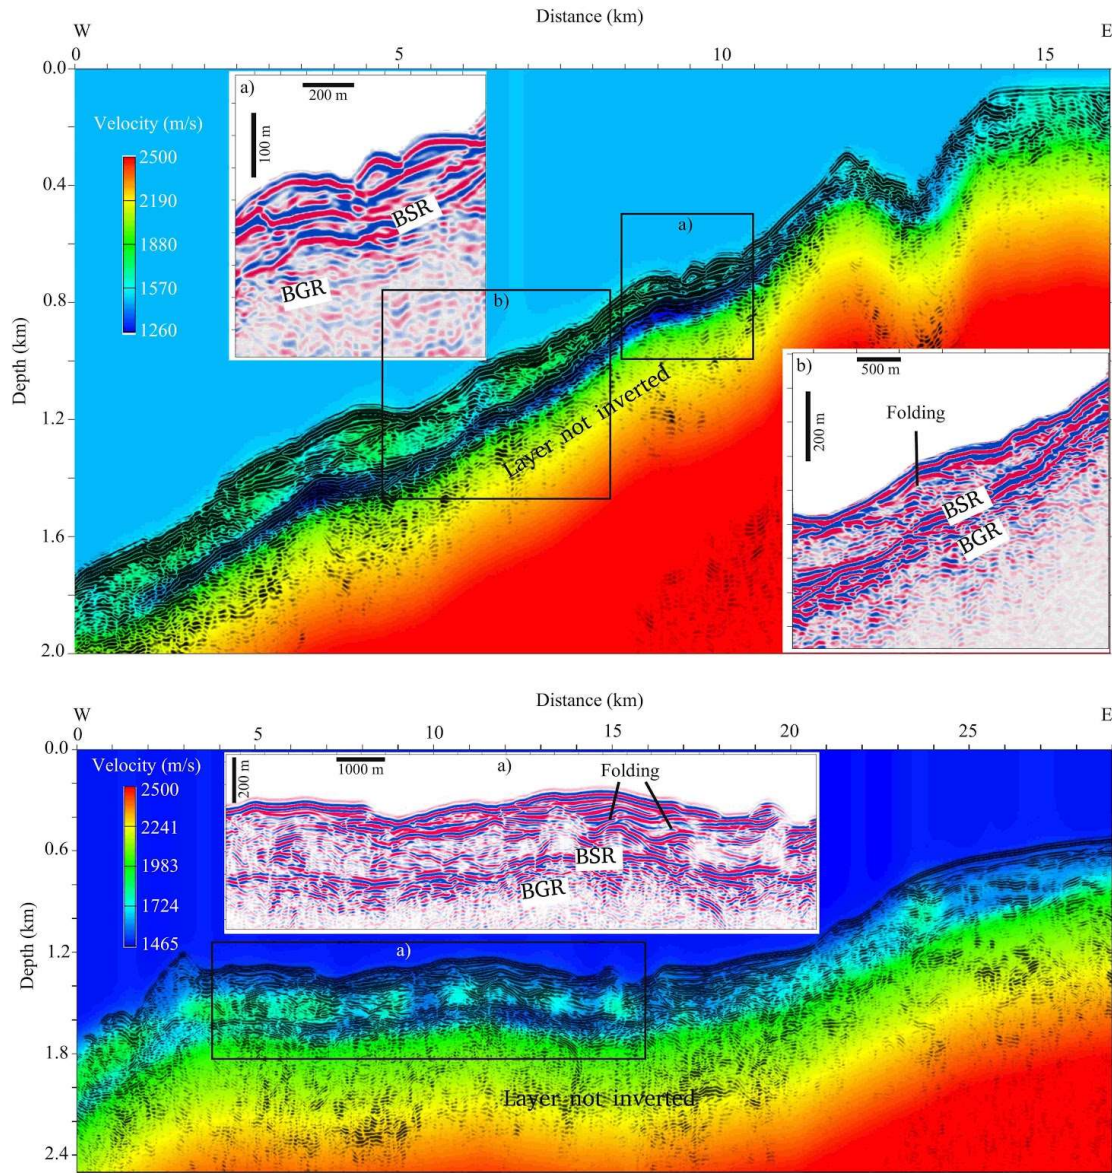 Distance (km)
W
E
0
5
10
15
0.0
0.4
0.8
1.2
1.6
2.0
Depth (km)
Velocity (m/s)
2500
2190
1880
1570
1260
a)
200 m
100 m
BSR
BGR
a)
b)
Layer not inverted
b)
500 m
200 m
Folding
BSR
BGR
Distance (km)
W
E
0
5
10
15
20
25
0.0
0.6
1.2
1.8
2.4
Depth (km)
Velocity (m/s)
2500
2241
1983
1724
1465
200 m
1000 m
a)
Folding
BSR
BGR
a)
Layer not inverted